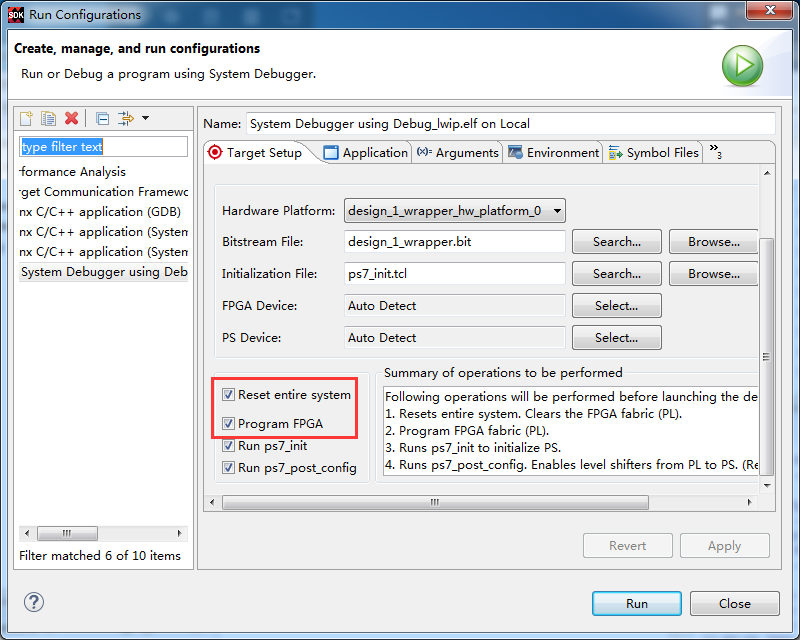 SDK Run Configurations
Create, manage, and run configurations
Run or Debug a program using System Debugger.
type filter text
formance Analysis
get Communication Framewo
nx C/C++ application (GDB)
nx C/C++ application (System
nx C/C++ application (System
System Debugger using Deb
Filter matched 6 of 10 items
Name: System Debugger using Debug_lwip.elf on Local
Target Setup Application (x)= Arguments Environment Symbol Files »3
Hardware Platform: design_1_wrapper_hw_platform_0
Bitstream File: design_1_wrapper.bit Search... Browse...
Initialization File: ps7_init.tcl Search... Browse...
FPGA Device: Auto Detect Select...
PS Device: Auto Detect Select...
Reset entire system
Program FPGA
Run ps7_init
Run ps7_post_config
Summary of operations to be performed
Following operations will be performed before launching the de
1. Resets entire system. Clears the FPGA fabric (PL).
2. Program FPGA fabric (PL).
3. Runs ps7_init to initialize PS.
4. Runs ps7_post_config. Enables level shifters from PL to PS. (Re
Revert Apply
? Run Close